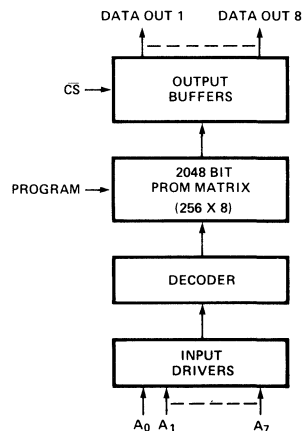 DATA OUT 1 DATA OUT 8
C̅S̅ OUTPUT
BUFFERS
PROGRAM 2048 BIT
PROM MATRIX
(256 X 8)
DECODER
INPUT
DRIVERS
A₀ A₁ A₇